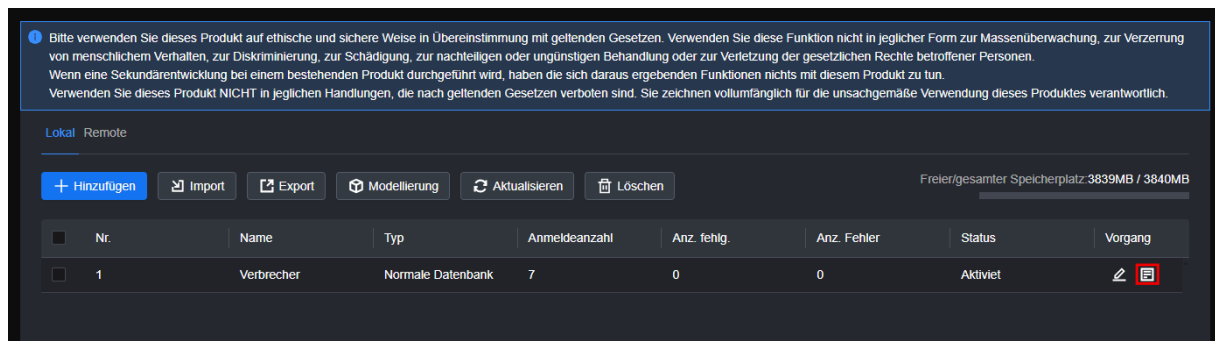 Bitte verwenden Sie dieses Produkt auf ethische und sichere Weise in Übereinstimmung mit geltenden Gesetzen. Verwenden Sie diese Funktion nicht in jeglicher Form zur Massenüberwachung, zur Verzerrung
von menschlichem Verhalten, zur Diskriminierung, zur Schädigung, zur nachteiligen oder ungünstigen Behandlung oder zur Verletzung der gesetzlichen Rechte betroffener Personen.
Wenn eine Sekundärentwicklung bei einem bestehenden Produkt durchgeführt wird, haben die sich daraus ergebenden Funktionen nichts mit diesem Produkt zu tun.
Verwenden Sie dieses Produkt NICHT in jeglichen Handlungen, die nach geltenden Gesetzen verboten sind. Sie zeichnen vollumfänglich für die unsachgemäße Verwendung dieses Produktes verantwortlich.
Lokal Remote
Hinzufügen Import Export Modellierung Aktualisieren Löschen Freier/gesamter Speicherplatz:3839MB / 3840MB
Nr. Name Typ Anmeldeanzahl Anz. fehlg. Anz. Fehler Status Vorgang
1 Verbrecher Normale Datenbank 7 0 0 Aktiviet